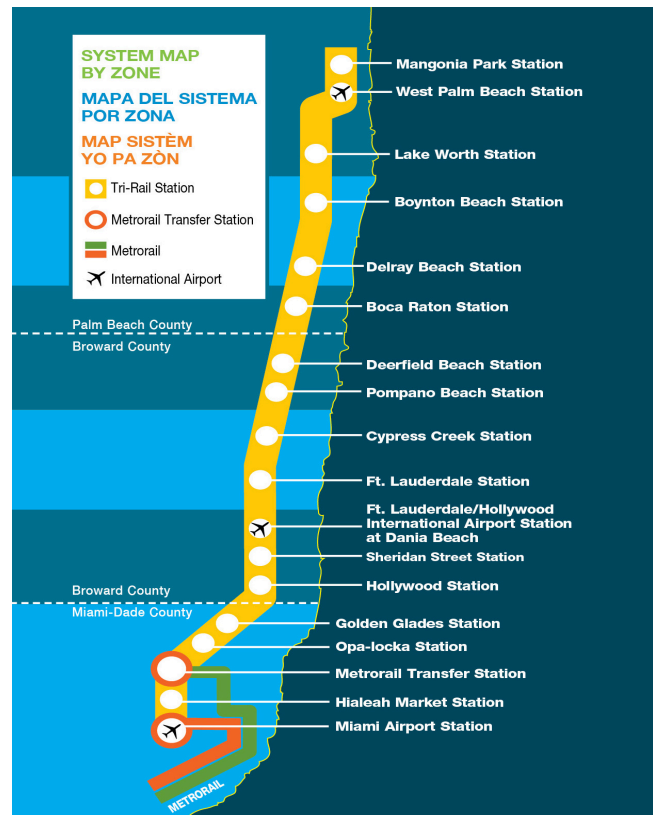 SYSTEM MAP
BY ZONE
MAPA DEL SISTEMA
POR ZONA
MAP SISTÈM
YO PA ZÒN
Tri-Rail Station
Metrorail Transfer Station
Metrorail
International Airport
Mangonia Park Station
West Palm Beach Station
Lake Worth Station
Boynton Beach Station
Delray Beach Station
Boca Raton Station
Palm Beach County
Broward County
Deerfield Beach Station
Pompano Beach Station
Cypress Creek Station
Ft. Lauderdale Station
Ft. Lauderdale/Hollywood
International Airport Station
at Dania Beach
Sheridan Street Station
Hollywood Station
Broward County
Miami-Dade County
Golden Glades Station
Opa-locka Station
Metrorail Transfer Station
Hialeah Market Station
Miami Airport Station
METRORAIL